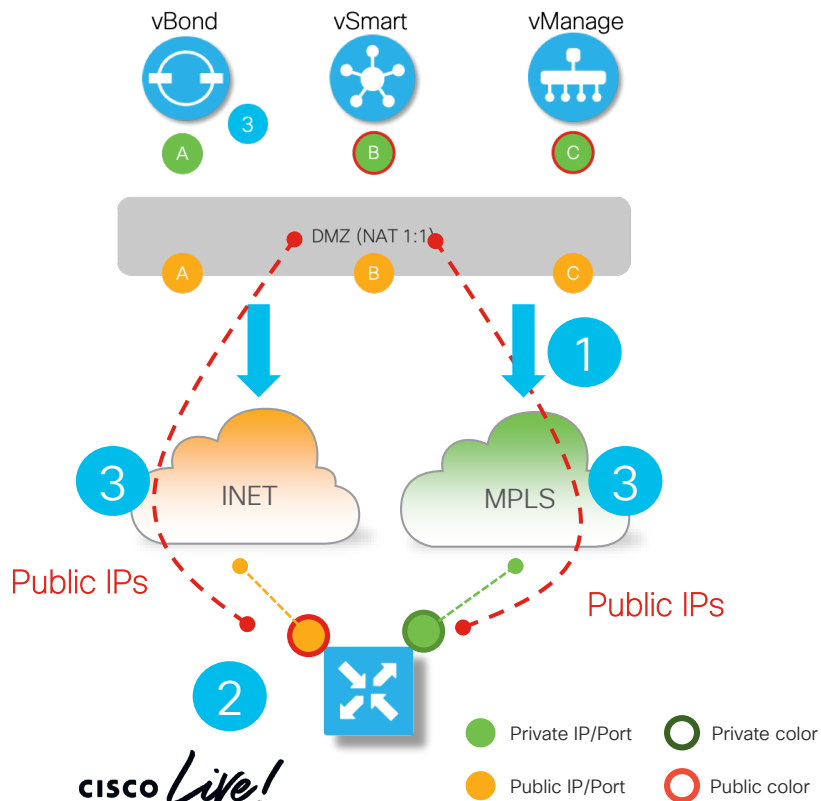 vBond
vSmart
vManage
3
A
B
C
DMZ (NAT 1:1)
A
B
C
1
3
INET
MPLS
3
Public IPs
Public IPs
2
Private IP/Port
Private color
Public IP/Port
Public color
CISCO Live!